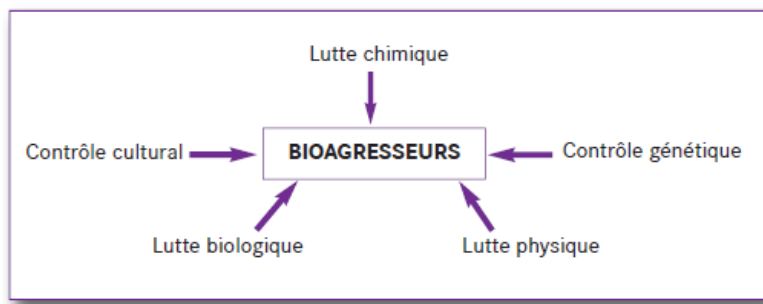 Lutte chimique
Contrôle cultural
BIOAGRESSEURS
Contrôle génétique
Lutte biologique
Lutte physique